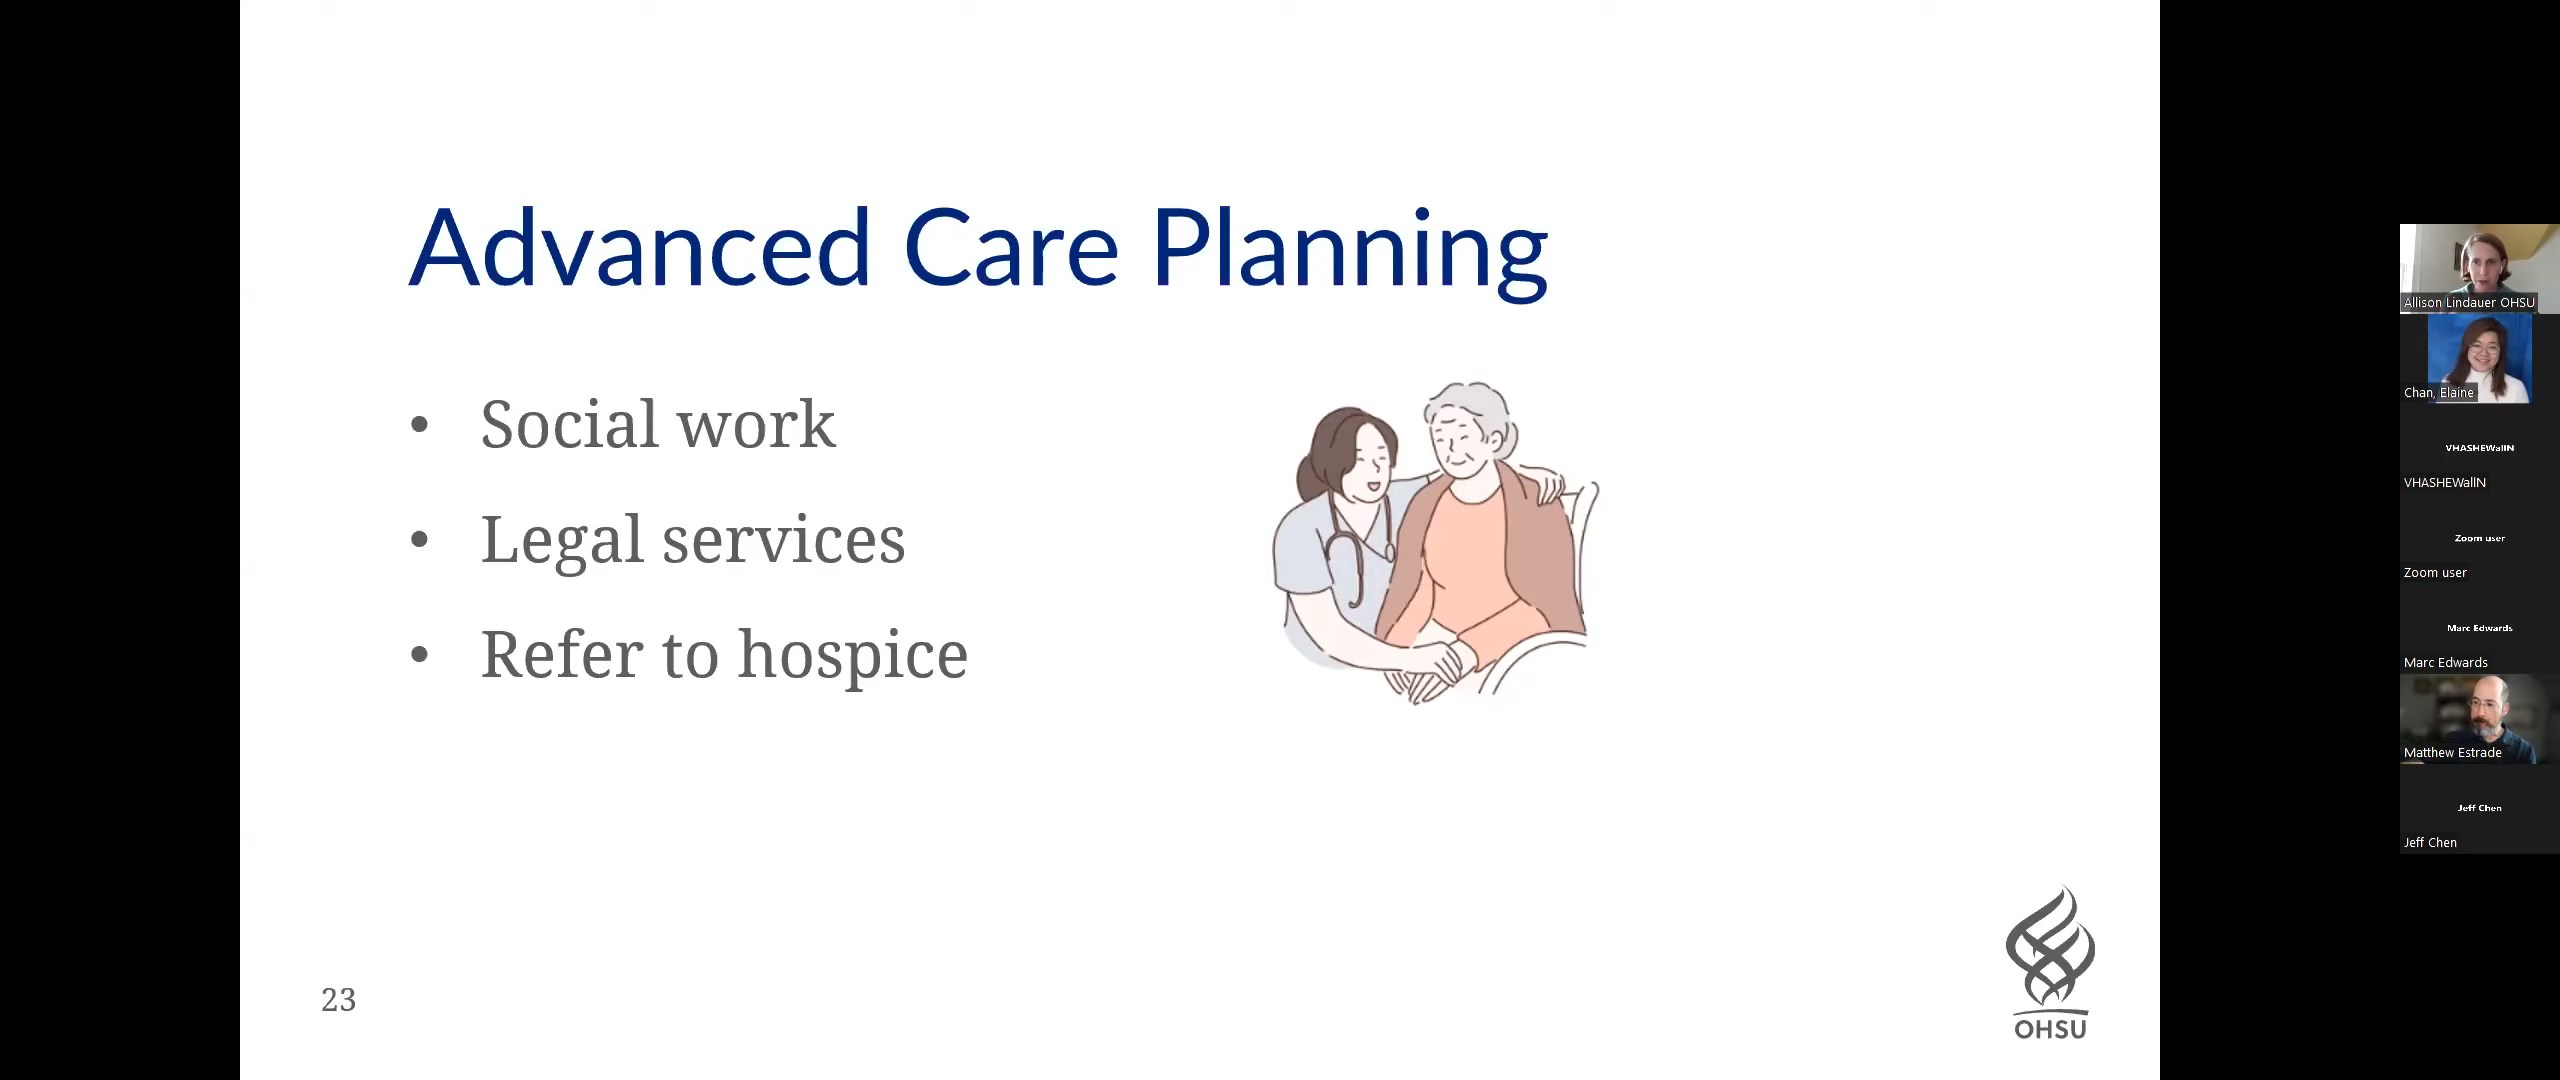 Advanced Care Planning
• Social work
• Legal services
• Refer to hospice
23
OHSU
Allison Lindauer OHSU
Chan, Elaine
VHASHEWallN
VHASHEWallN
Zoom user
Zoom user
Marc Edwards
Marc Edwards
Matthew Estrade
Jeff Chen
Jeff Chen